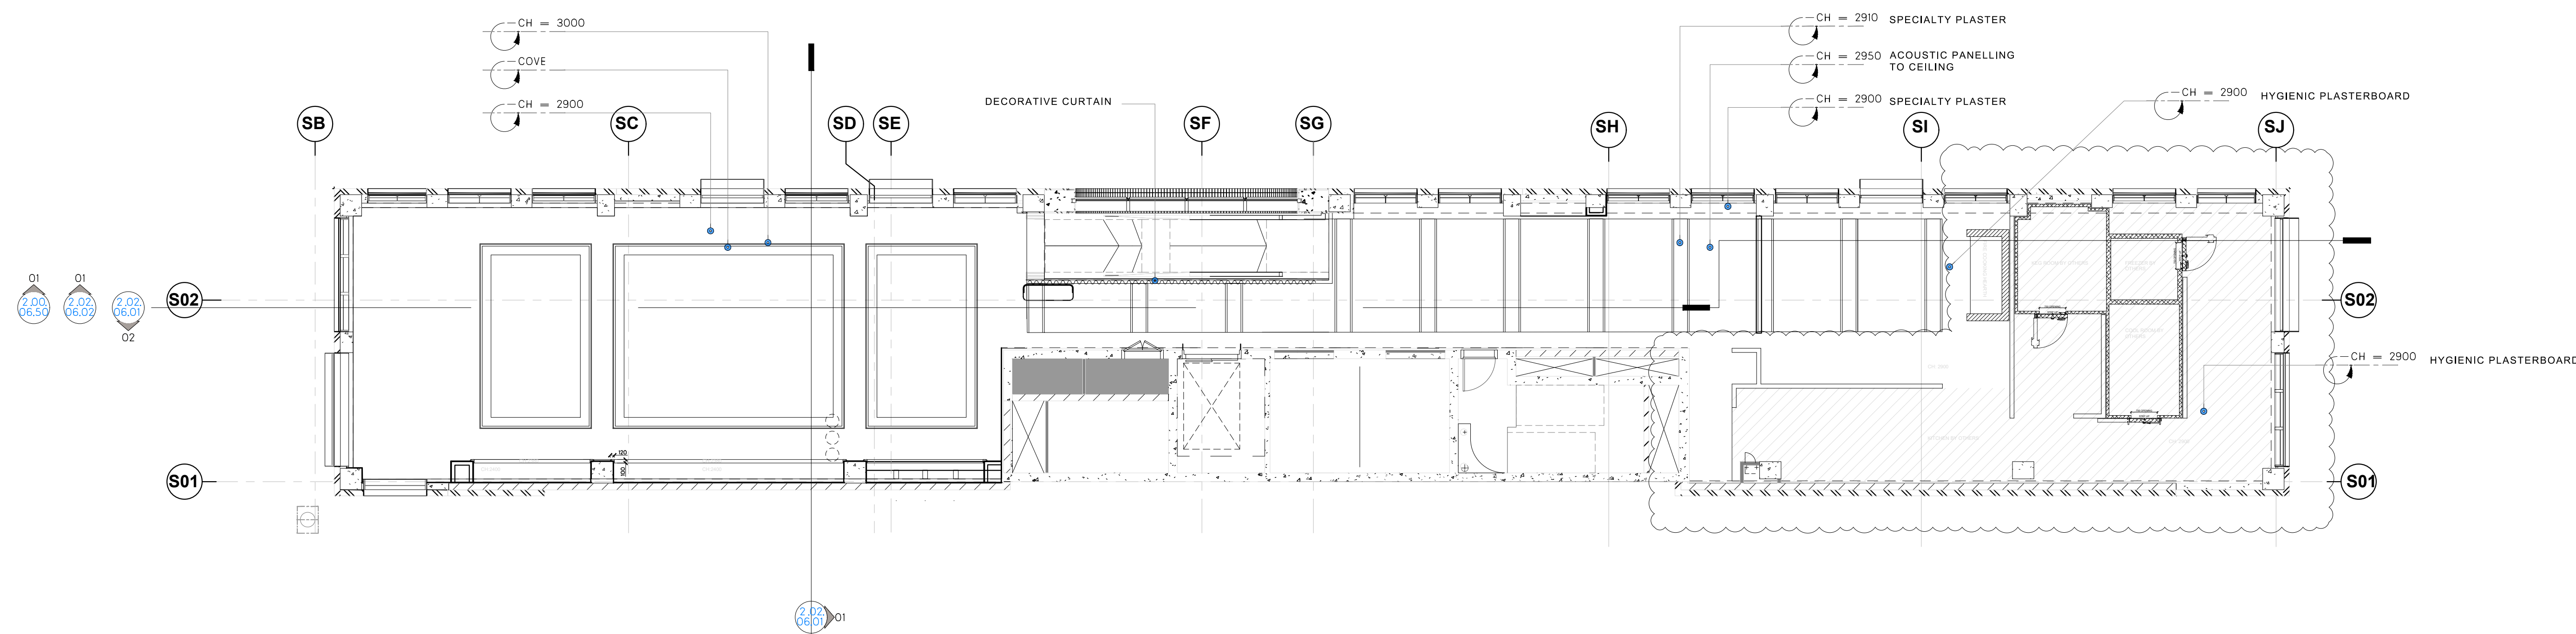 CH = 3000
COVE
CH = 2900
DECORATIVE CURTAIN
CH = 2910 SPECIALTY PLASTER
CH = 2950 ACOUSTIC PANELLING
TO CEILING
CH = 2900 SPECIALTY PLASTER
CH = 2900 HYGIENIC PLASTERBOARD
SB
SC
SD
SE
SF
SG
SH
SI
SJ
01
2.00.
06.50
01
2.02.
06.02
2.02.
06.01
02
S02
S02
CH = 2900 HYGIENIC PLASTERBOARD
120
100
S01
S01
2.02.
06.01
01